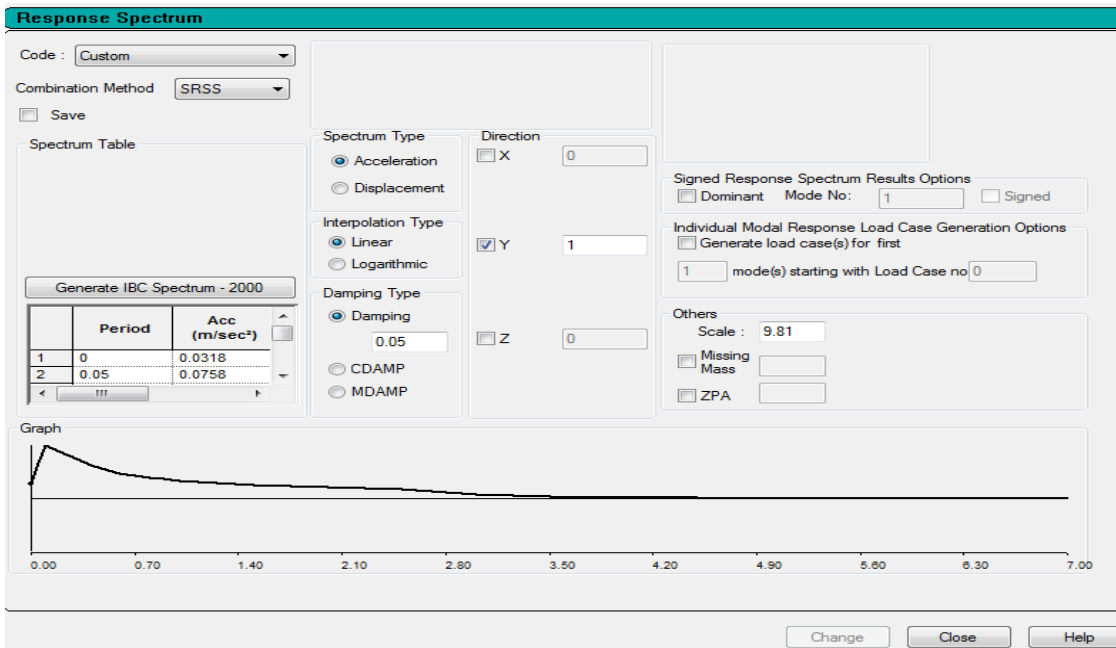 Response Spectrum
Code : Custom
Combination Method SRSS
Save
Spectrum Table
Generate IBC Spectrum - 2000
Period Acc (m/sec²)
1 0 0.0318
2 0.05 0.0758
Spectrum Type
Acceleration
Displacement
Interpolation Type
Linear
Logarithmic
Damping Type
Damping
0.05
CDAMP
MDAMP
Direction
X 0
Y 1
Z 0
Signed Response Spectrum Results Options
Dominant Mode No: 1 Signed
Individual Modal Response Load Case Generation Options
Generate load case(s) for first
1 mode(s) starting with Load Case no 0
Others
Scale : 9.81
Missing
Mass
ZPA
Graph
0.00 0.70 1.40 2.10 2.80 3.50 4.20 4.90 5.60 6.30 7.00
Change Close Help